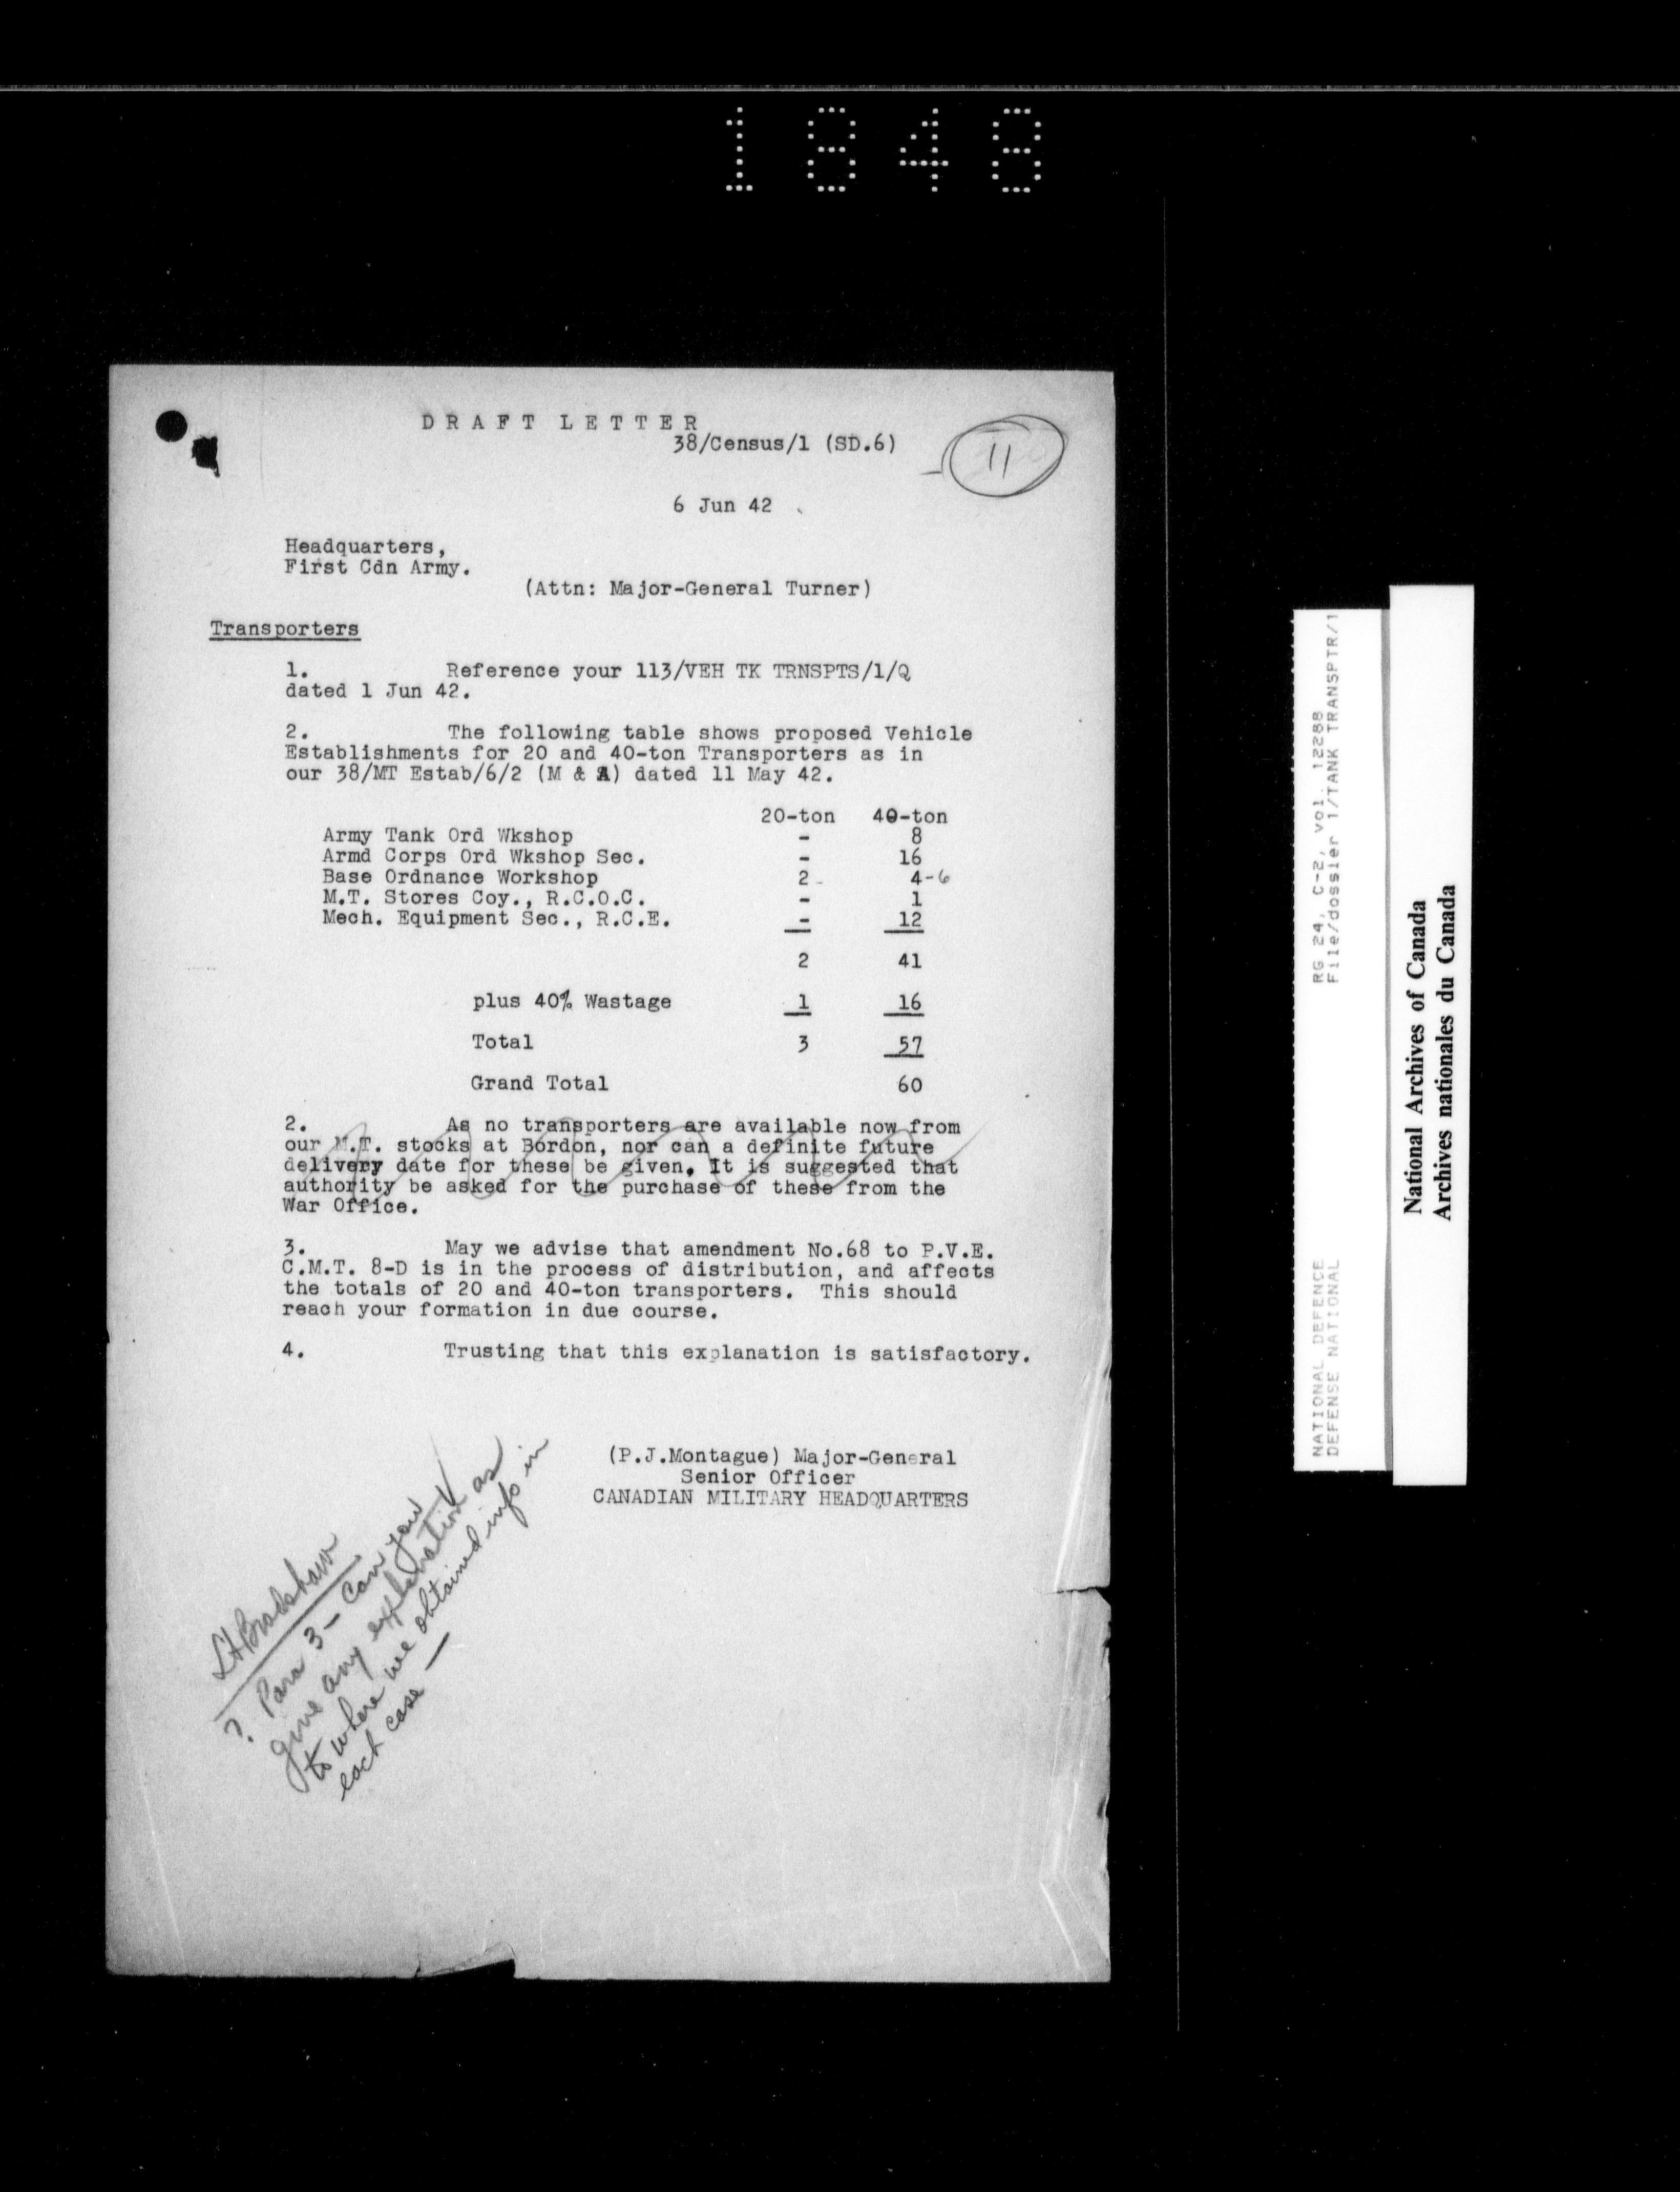 1848
DRAFT LETTER
38/Census/1 (SD.6)
11
6 Jun 42
Headquarters,
First Cdn Army.
(Attn: Major-General Turner)
Transporters
1. Reference your 113/VEH TK TRNSPTS/1/Q
dated 1 Jun 42.
2. The following table shows proposed Vehicle
Establishments for 20 and 40-ton Transporters as in
our 38/MT Estab/6/2 (M & A) dated 11 May 42.
20-ton 40-ton
Army Tank Ord Wkshop - 8
Armd Corps Ord Wkshop Sec. - 16
Base Ordnance Workshop 2 - 4-6
M.T. Stores Coy., R.C.O.C. - 1
Mech. Equipment Sec., R.C.E. - 12
2 41
plus 40% Wastage 1 16
Total 3 57
Grand Total 60
2. As no transporters are available now from
our M.T. stocks at Bordon, nor can a definite future
delivery date for these be given. It is suggested that
authority be asked for the purchase of these from the
War Office.
3. May we advise that amendment No.68 to P.V.E.
C.M.T. 8-D is in the process of distribution, and affects
the totals of 20 and 40-ton transporters. This should
reach your formation in due course.
4. Trusting that this explanation is satisfactory.
(P.J.Montague) Major-General
Senior Officer
CANADIAN MILITARY HEADQUARTERS
Lt Bradshaw
? Para 3 - Can you
give any explanation as
to where we obtained info in
each case —
RG 24, C-2, vol. 12288
File/dossier 1/TANK TRANSPTR/1
NATIONAL DEFENCE
DEFENSE NATIONAL
National Archives of Canada
Archives nationales du Canada